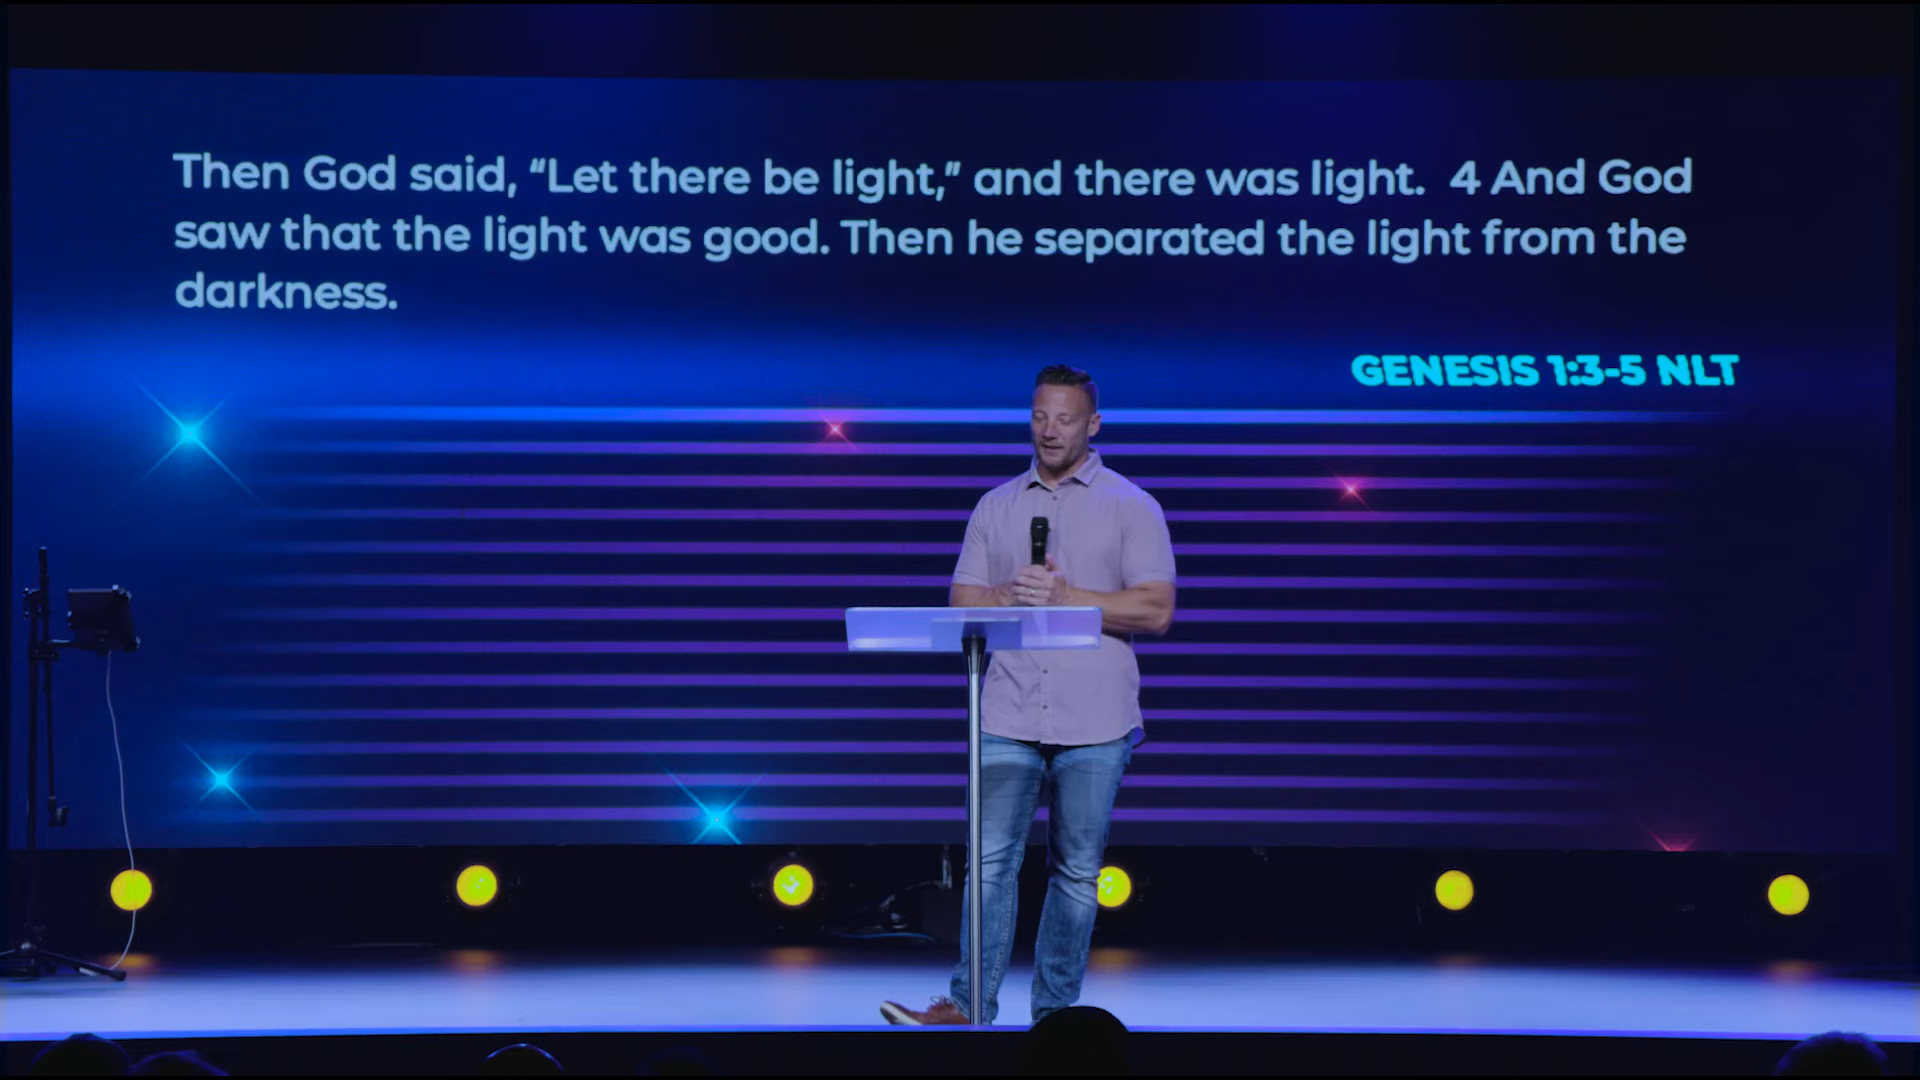 Then God said, “Let there be light,” and there was light.  4 And God
saw that the light was good. Then he separated the light from the
darkness.
GENESIS 1:3-5 NLT